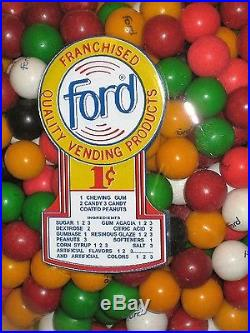 FRANCHISED
ford®
QUALITY VENDING PRODUCTS
1¢
1 CHEWING GUM
2 CANDY 3 CANDY
COATED PEANUTS
INGREDIENTS
SUGAR 1 2 3 GUM ACACIA 1 2 3
DEXTROSE 2 CITRIC ACID 2
GUMBASE 1 RESINOUS GLAZE 1 2 3
PEANUTS 3 SOFTENERS 1
CORN SYRUP 1 2 3 SALT 3
ARTIFICIAL FLAVORS 1 2 3
AND ARTIFICIAL COLORS 1 2 3